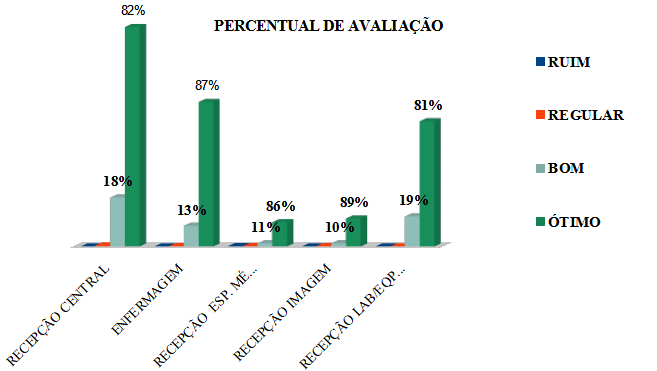 PERCENTUAL DE AVALIAÇÃO
82%
18%
87%
13%
86%
11%
89%
10%
81%
19%
RECEPÇÃO CENTRAL
ENFERMAGEM
RECEPÇÃO ESP. MÉ...
RECEPÇÃO IMAGEM
RECEPÇÃO LAB/EQP...
RUIM
REGULAR
BOM
ÓTIMO